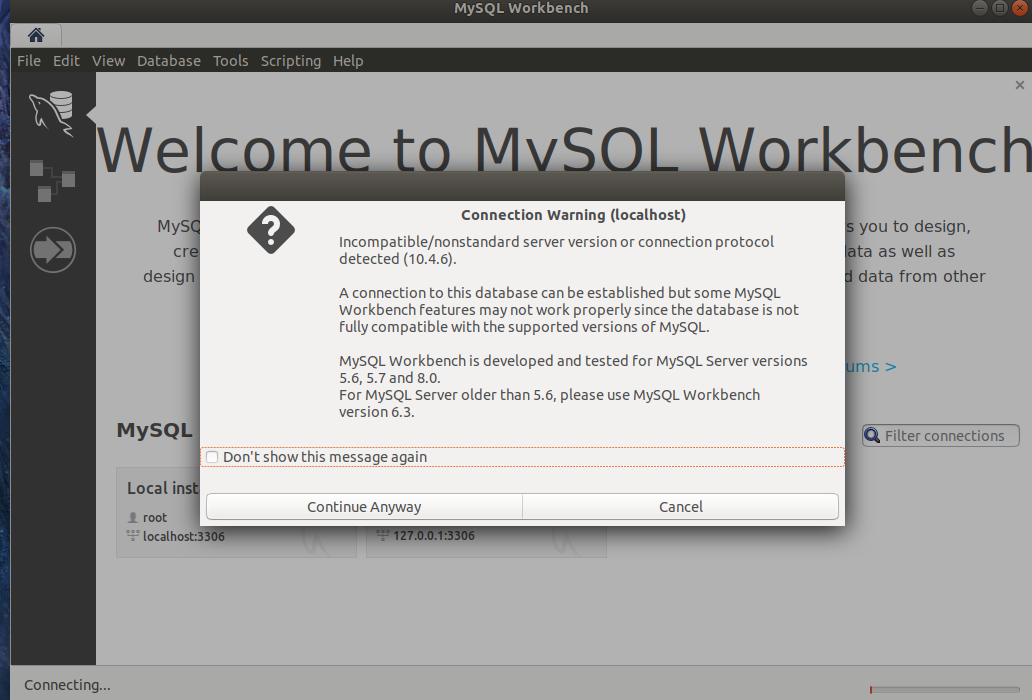 MySQL Workbench
File Edit View Database Tools Scripting Help
Welcome to MySQL Workbench
Connection Warning (localhost)
Incompatible/nonstandard server version or connection protocol
detected (10.4.6).
A connection to this database can be established but some MySQL
Workbench features may not work properly since the database is not
fully compatible with the supported versions of MySQL.
MySQL Workbench is developed and tested for MySQL Server versions
5.6, 5.7 and 8.0.
For MySQL Server older than 5.6, please use MySQL Workbench
version 6.3.
Don't show this message again
Continue Anyway Cancel
MySQ
s you to design,
cre
ata as well as
design
d data from other
ums >
MySQL
Filter connections
Local inst
root
localhost:3306
127.0.0.1:3306
Connecting...